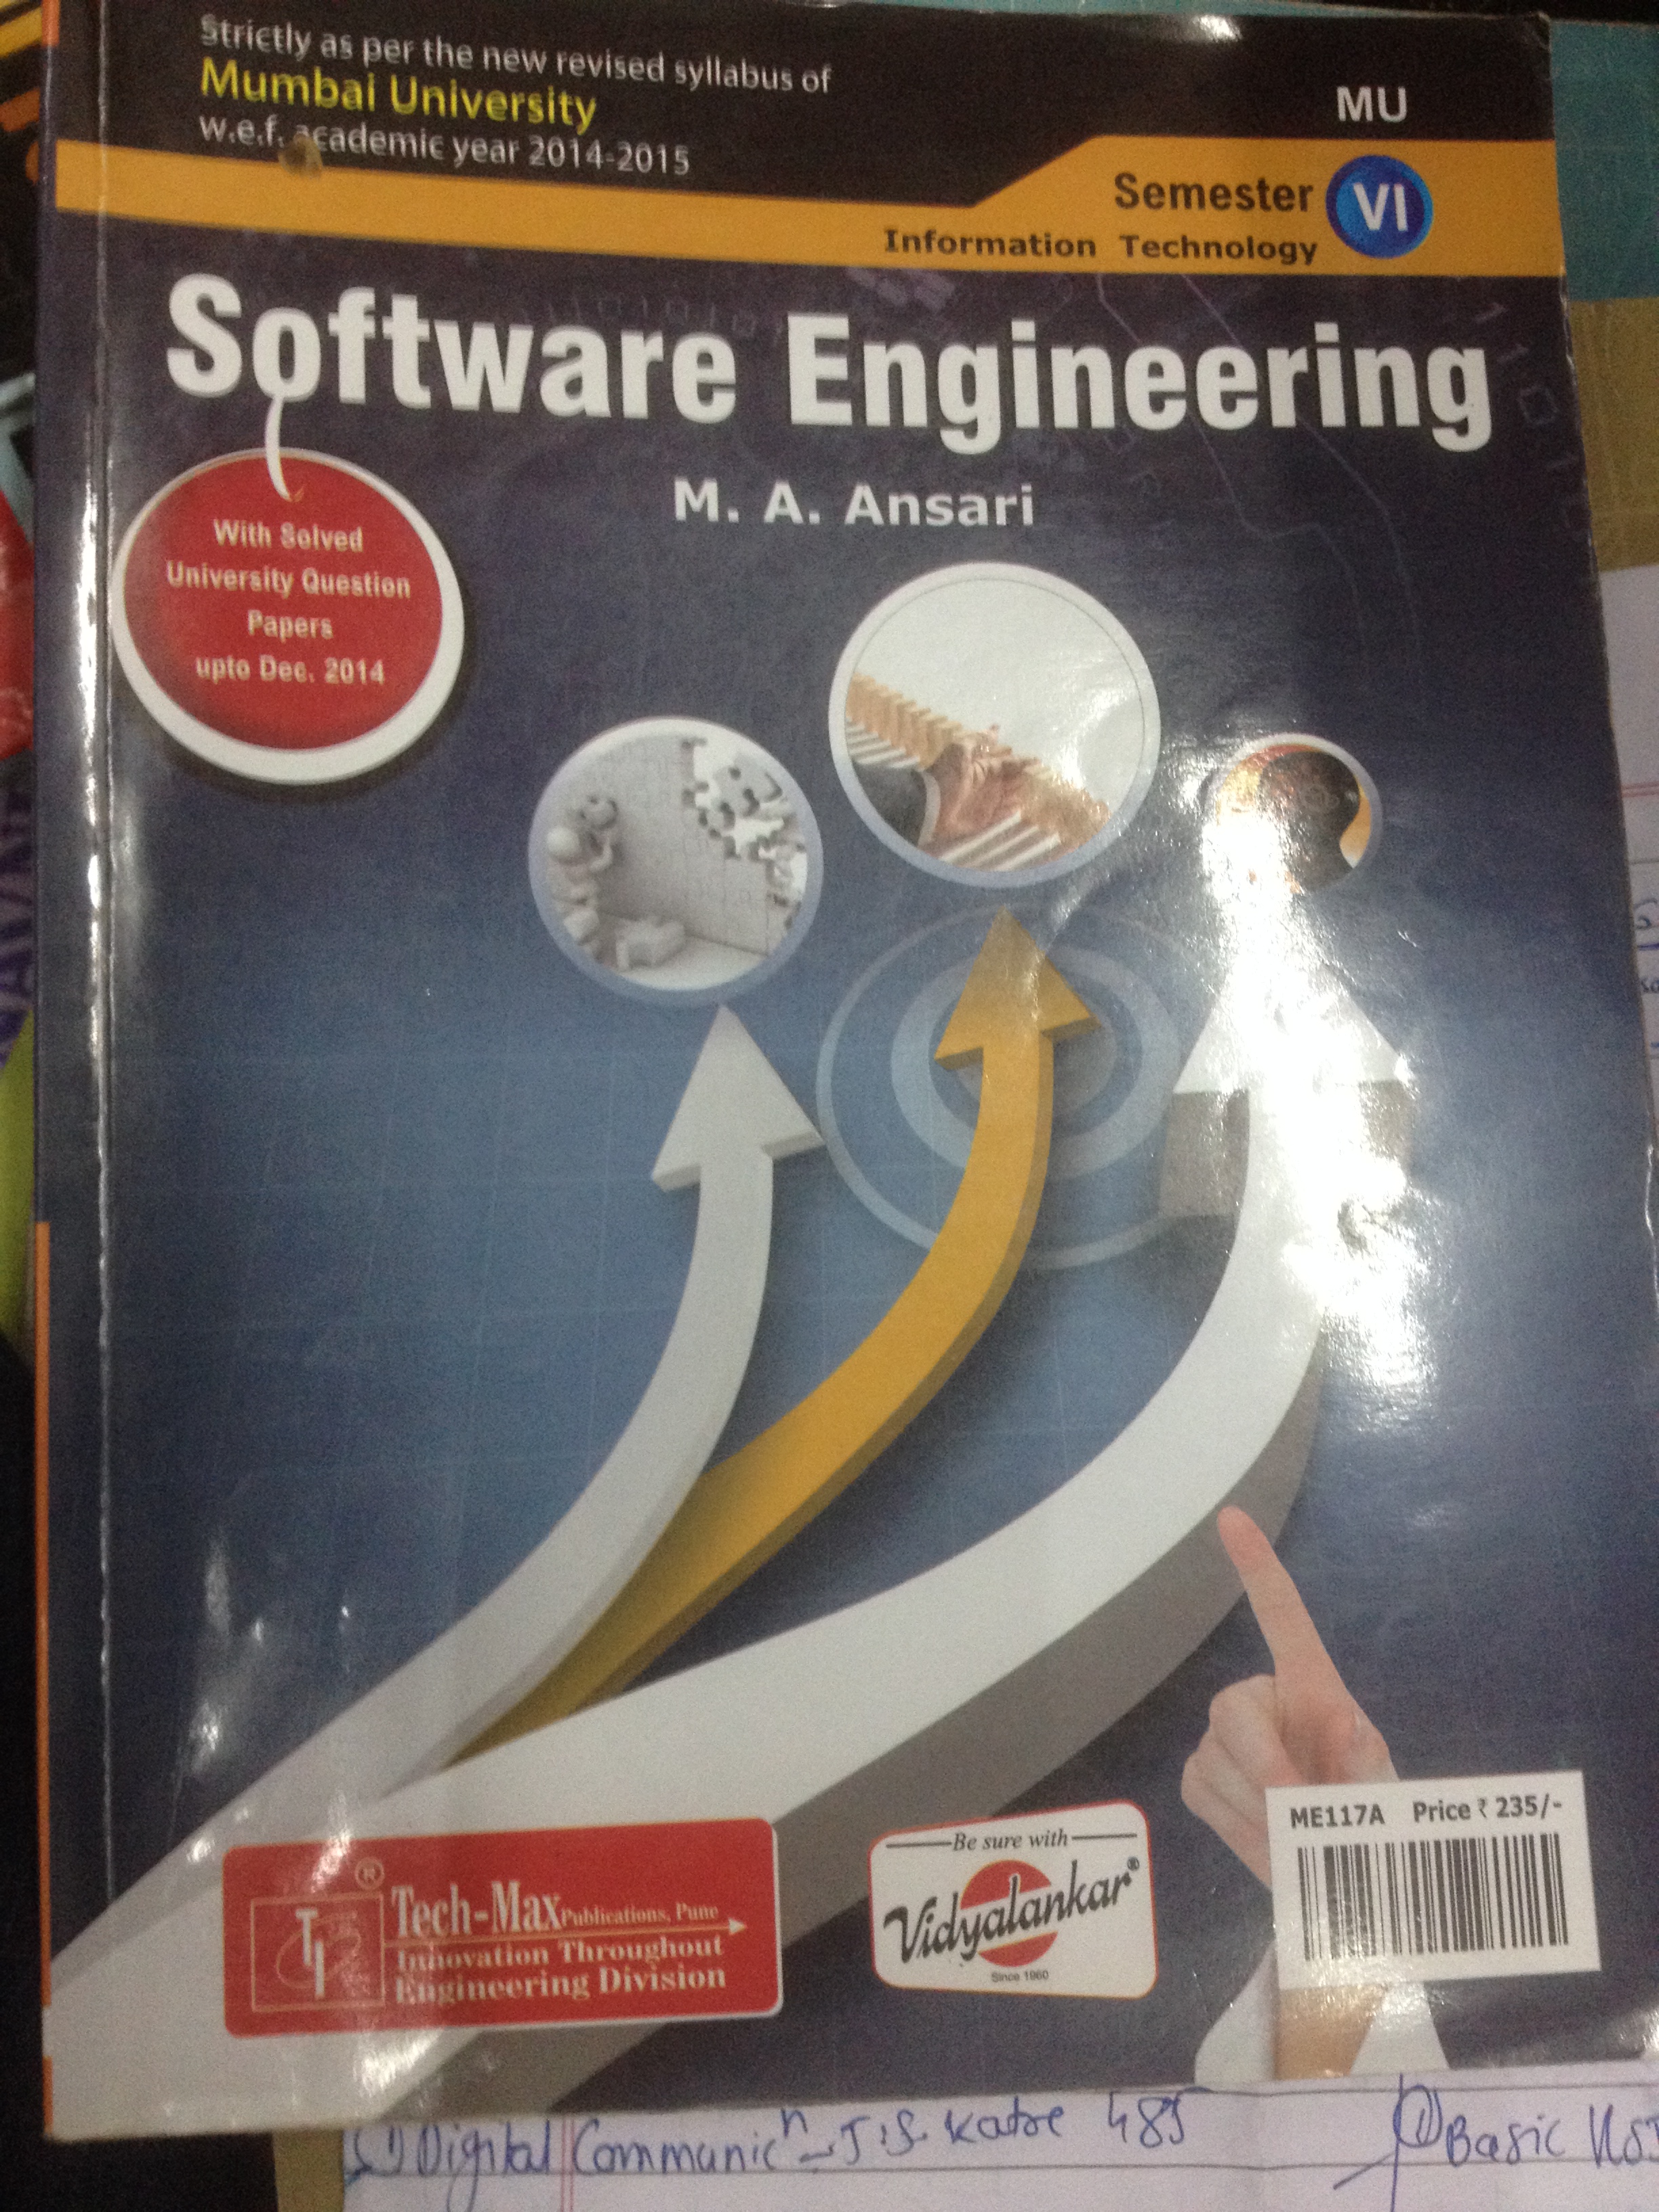 Strictly as per the new revised syllabus of
Mumbai University
w.e.f. academic year 2014-2015
MU
Semester VI
Information Technology
Software Engineering
M. A. Ansari
With Solved
University Question
Papers
upto Dec. 2014
Tech-Max Publications, Pune
Innovation Throughout
Engineering Division
Be sure with
Vidyalankar®
Since 1960
ME117A Price ₹ 235/-
1) Digital Communicⁿ - J.S. Katre 485
① Basic